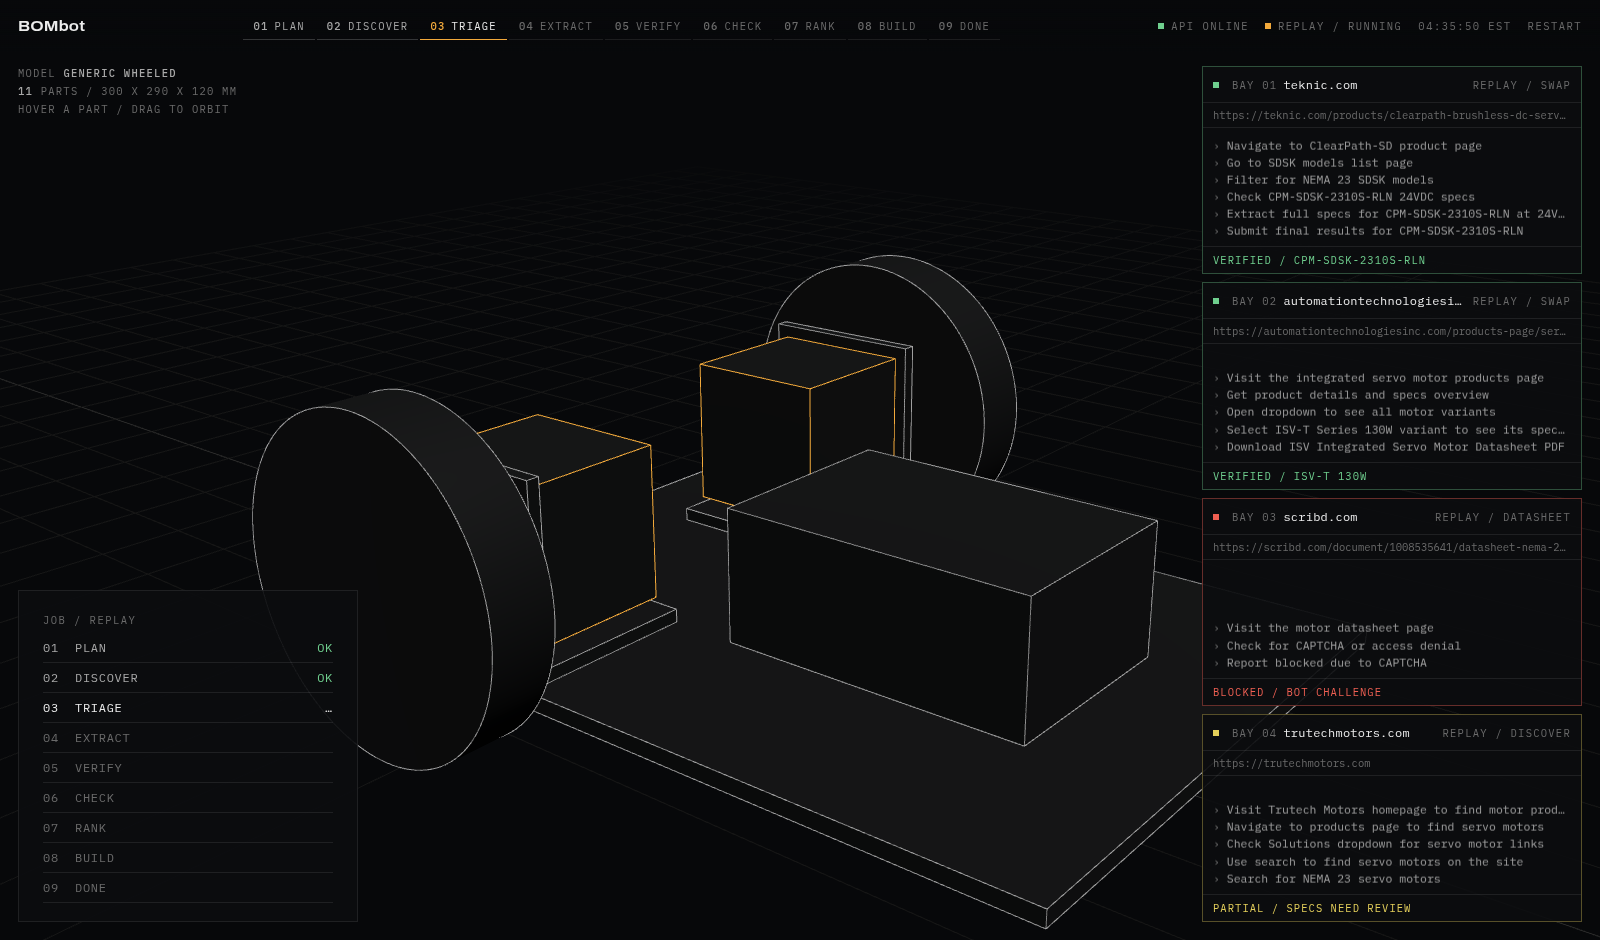 BOMbot
01 PLAN 02 DISCOVER 03 TRIAGE 04 EXTRACT 05 VERIFY 06 CHECK 07 RANK 08 BUILD 09 DONE
API ONLINE REPLAY / RUNNING 04:35:50 EST RESTART
MODEL GENERIC WHEELED
11 PARTS / 300 X 290 X 120 MM
HOVER A PART / DRAG TO ORBIT
JOB / REPLAY
01 PLAN OK
02 DISCOVER OK
03 TRIAGE …
04 EXTRACT
05 VERIFY
06 CHECK
07 RANK
08 BUILD
09 DONE
BAY 01 teknic.com REPLAY / SWAP
https://teknic.com/products/clearpath-brushless-dc-serv…
› Navigate to ClearPath-SD product page
› Go to SDSK models list page
› Filter for NEMA 23 SDSK models
› Check CPM-SDSK-2310S-RLN 24VDC specs
› Extract full specs for CPM-SDSK-2310S-RLN at 24V…
› Submit final results for CPM-SDSK-2310S-RLN
VERIFIED / CPM-SDSK-2310S-RLN
BAY 02 automationtechnologiesi… REPLAY / SWAP
https://automationtechnologiesinc.com/products-page/ser…
› Visit the integrated servo motor products page
› Get product details and specs overview
› Open dropdown to see all motor variants
› Select ISV-T Series 130W variant to see its spec…
› Download ISV Integrated Servo Motor Datasheet PDF
VERIFIED / ISV-T 130W
BAY 03 scribd.com REPLAY / DATASHEET
https://scribd.com/document/1008535641/datasheet-nema-2…
› Visit the motor datasheet page
› Check for CAPTCHA or access denial
› Report blocked due to CAPTCHA
BLOCKED / BOT CHALLENGE
BAY 04 trutechmotors.com REPLAY / DISCOVER
https://trutechmotors.com
› Visit Trutech Motors homepage to find motor prod…
› Navigate to products page to find servo motors
› Check Solutions dropdown for servo motor links
› Use search to find servo motors on the site
› Search for NEMA 23 servo motors
PARTIAL / SPECS NEED REVIEW